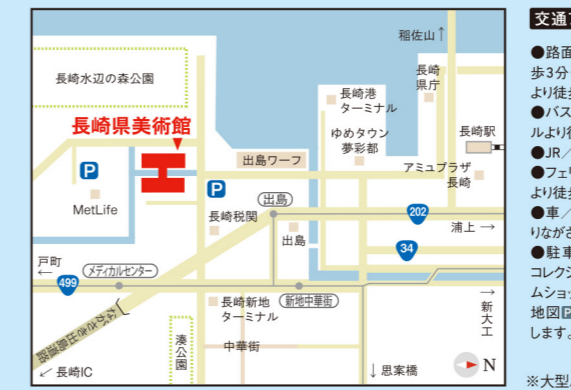 稲佐山↑
長崎水辺の森公園
長崎県美術館
P
MetLife
長崎
県庁
長崎港
ターミナル
ゆめタウン
夢彩都
長崎駅
アミュプラザ
長崎
出島ワーフ
P
出島
長崎税関
出島
202
浦上→
34
戸町
←
メディカルセンター
499
ながさき出島道路
↙長崎IC
長崎新地
ターミナル
新地中華街
湊公園
中華街
↓思案橋
→
新大工
N
交通
●路面
歩3分
より徒歩
●バス
ルより徒
●JR／
●フェリ
より徒歩
●車／
りながさ
●駐車
コレクシ
ムショッ
地図P
します。
※大型